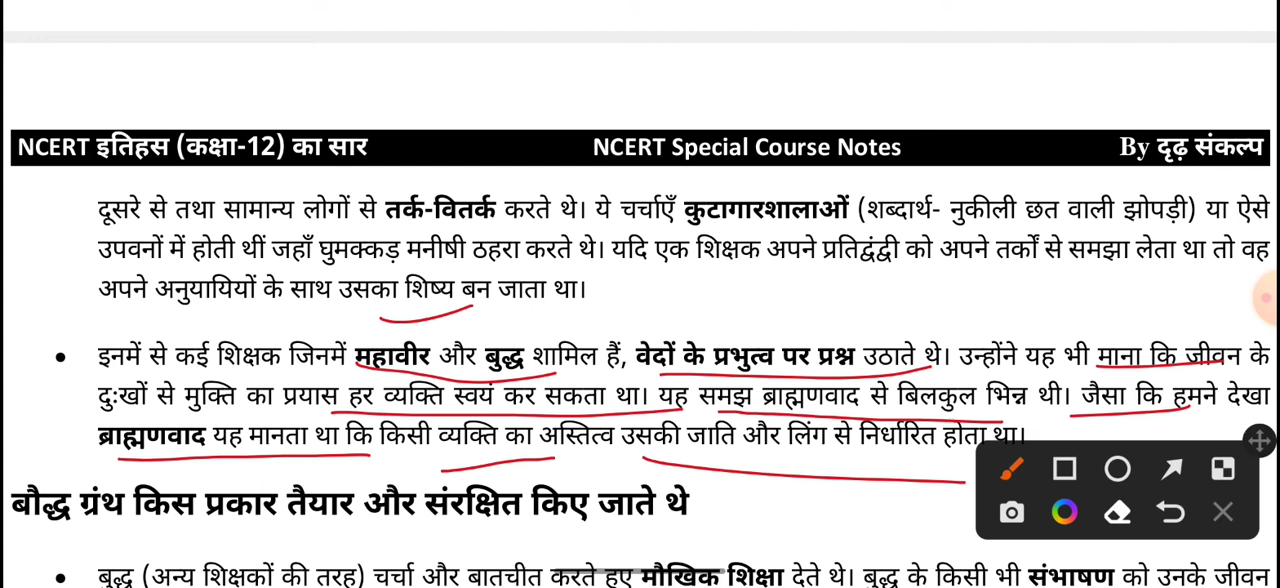 NCERT इतिहस (कक्षा-12) का सार NCERT Special Course Notes By दृढ़ संकल्प
दूसरे से तथा सामान्य लोगों से तर्क-वितर्क करते थे। ये चर्चाएँ कुटागारशालाओं (शब्दार्थ- नुकीली छत वाली झोपड़ी) या ऐसे
उपवनों में होती थीं जहाँ घुमक्कड़ मनीषी ठहरा करते थे। यदि एक शिक्षक अपने प्रतिद्वंद्वी को अपने तर्कों से समझा लेता था तो वह
अपने अनुयायियों के साथ उसका शिष्य बन जाता था।
• इनमें से कई शिक्षक जिनमें महावीर और बुद्ध शामिल हैं, वेदों के प्रभुत्व पर प्रश्न उठाते थे। उन्होंने यह भी माना कि जीवन के
दुःखों से मुक्ति का प्रयास हर व्यक्ति स्वयं कर सकता था। यह समझ ब्राह्मणवाद से बिलकुल भिन्न थी। जैसा कि हमने देखा
ब्राह्मणवाद यह मानता था कि किसी व्यक्ति का अस्तित्व उसकी जाति और लिंग से निर्धारित होता था।
बौद्ध ग्रंथ किस प्रकार तैयार और संरक्षित किए जाते थे
• बुद्ध (अन्य शिक्षकों की तरह) चर्चा और बातचीत करते हुए मौखिक शिक्षा देते थे। बुद्ध के किसी भी संभाषण को उनके जीवन